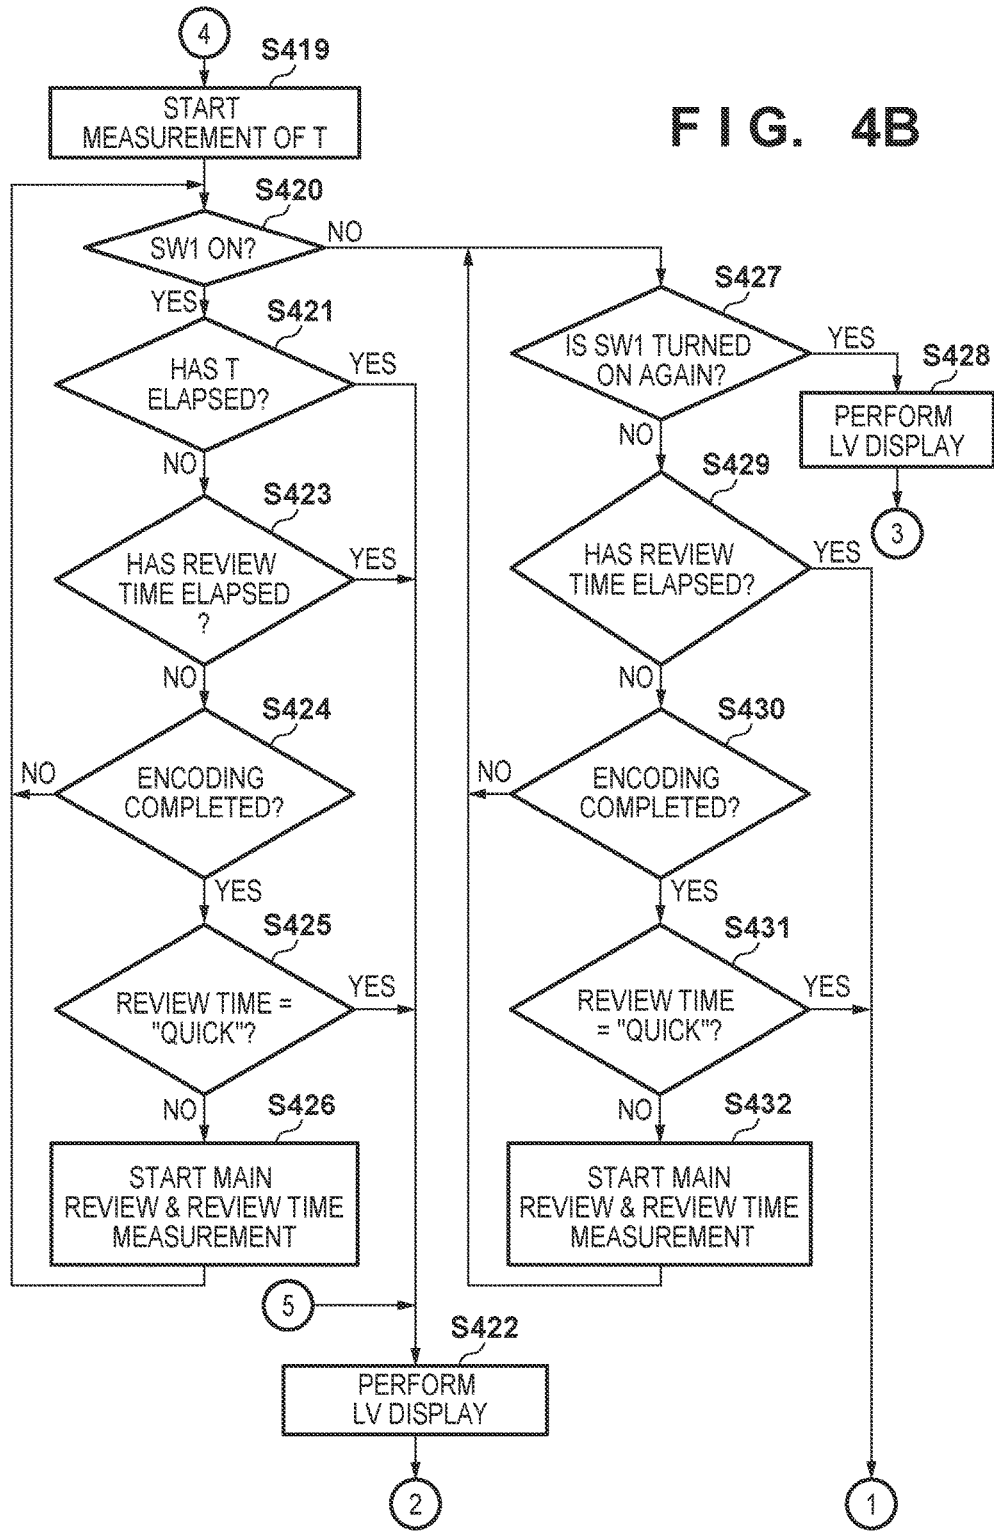 4
S419
START
MEASUREMENT OF T
FIG. 4B
S420
SW1 ON?
NO
YES
S421
HAS T
ELAPSED?
YES
NO
S423
HAS REVIEW
TIME ELAPSED
?
YES
NO
S424
ENCODING
COMPLETED?
NO
YES
S425
REVIEW TIME =
"QUICK"?
YES
NO
S426
START MAIN
REVIEW & REVIEW TIME
MEASUREMENT
5
S422
PERFORM
LV DISPLAY
2
S427
IS SW1 TURNED
ON AGAIN?
YES
S428
PERFORM
LV DISPLAY
3
NO
S429
HAS REVIEW
TIME ELAPSED?
YES
NO
S430
ENCODING
COMPLETED?
NO
YES
S431
REVIEW TIME
= "QUICK"?
YES
NO
S432
START MAIN
REVIEW & REVIEW TIME
MEASUREMENT
1